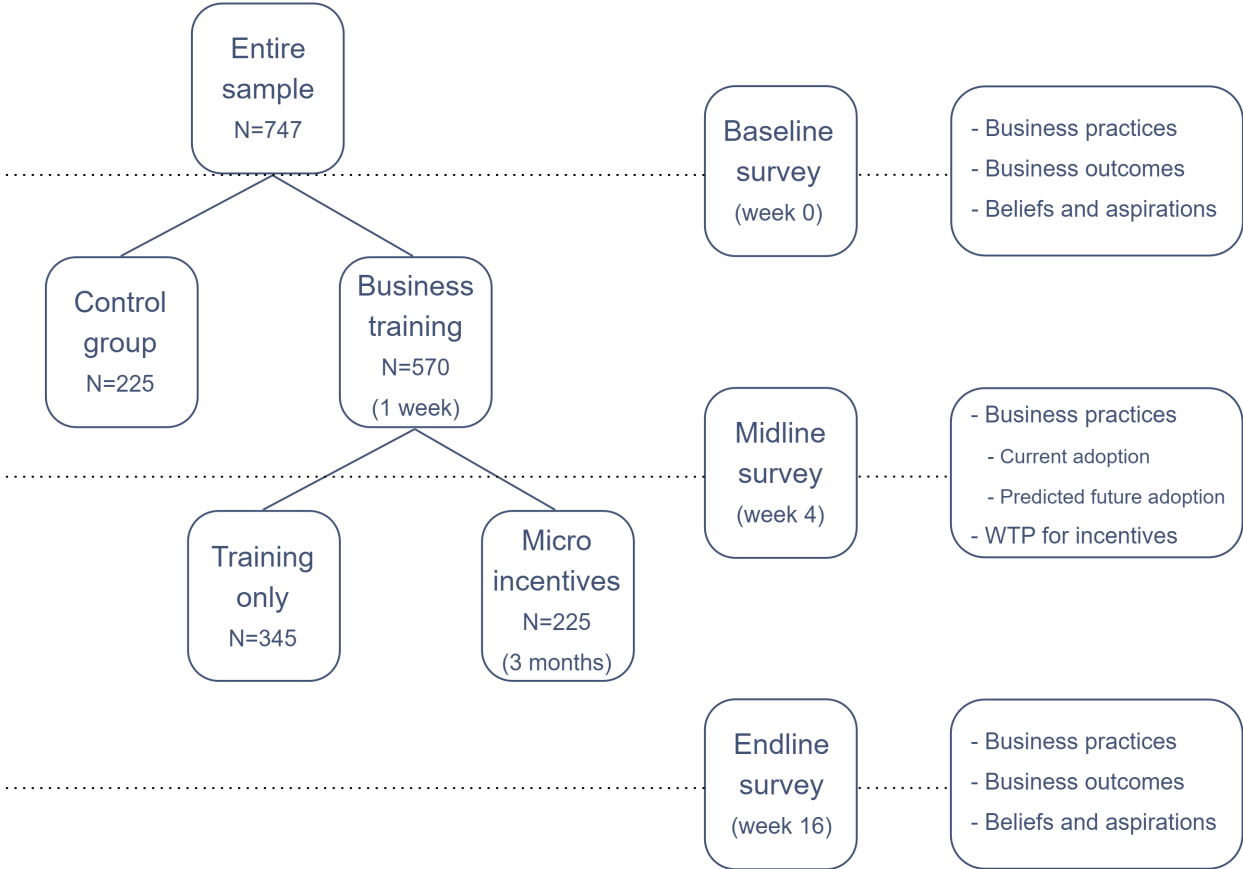 Entire
sample
N=747
Control
group
N=225
Business
training
N=570
(1 week)
Training
only
N=345
Micro
incentives
N=225
(3 months)
Baseline
survey
(week 0)
- Business practices
- Business outcomes
- Beliefs and aspirations
Midline
survey
(week 4)
- Business practices
- Current adoption
- Predicted future adoption
- WTP for incentives
Endline
survey
(week 16)
- Business practices
- Business outcomes
- Beliefs and aspirations